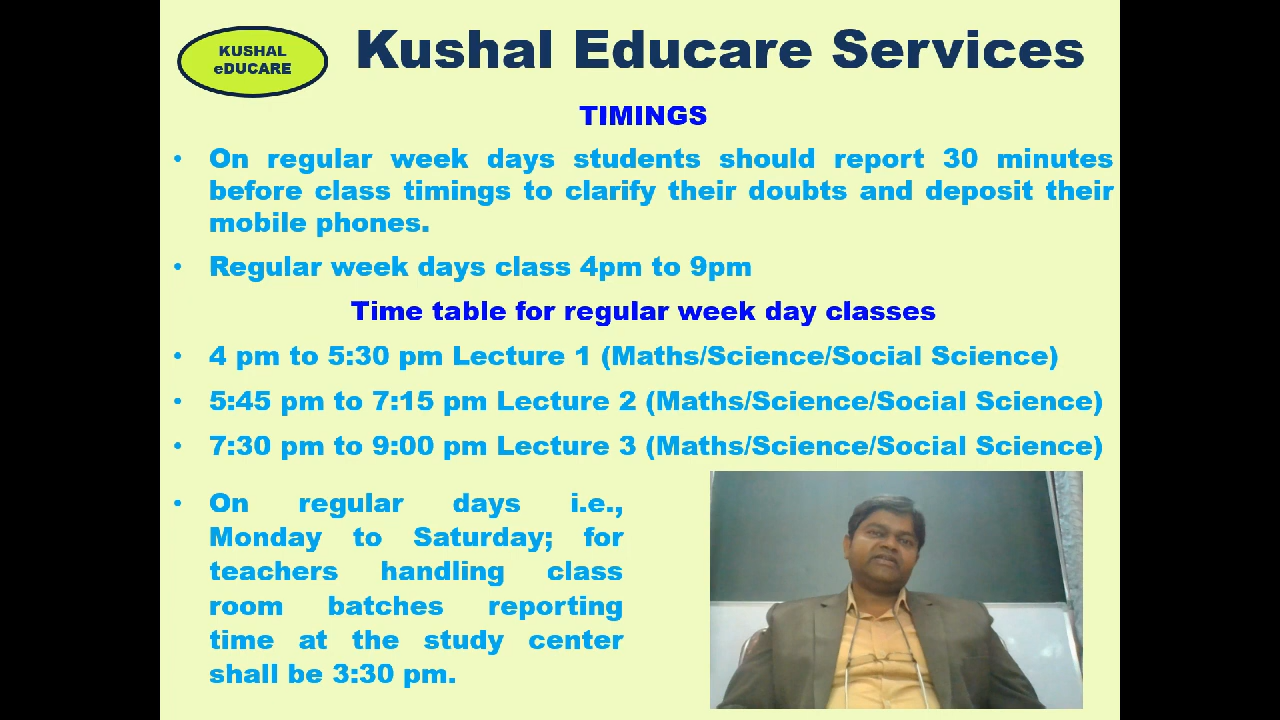 KUSHAL
eDUCARE
Kushal Educare Services
TIMINGS
• On regular week days students should report 30 minutes
before class timings to clarify their doubts and deposit their
mobile phones.
• Regular week days class 4pm to 9pm
Time table for regular week day classes
• 4 pm to 5:30 pm Lecture 1 (Maths/Science/Social Science)
• 5:45 pm to 7:15 pm Lecture 2 (Maths/Science/Social Science)
• 7:30 pm to 9:00 pm Lecture 3 (Maths/Science/Social Science)
• On regular days i.e.,
Monday to Saturday; for
teachers handling class
room batches reporting
time at the study center
shall be 3:30 pm.